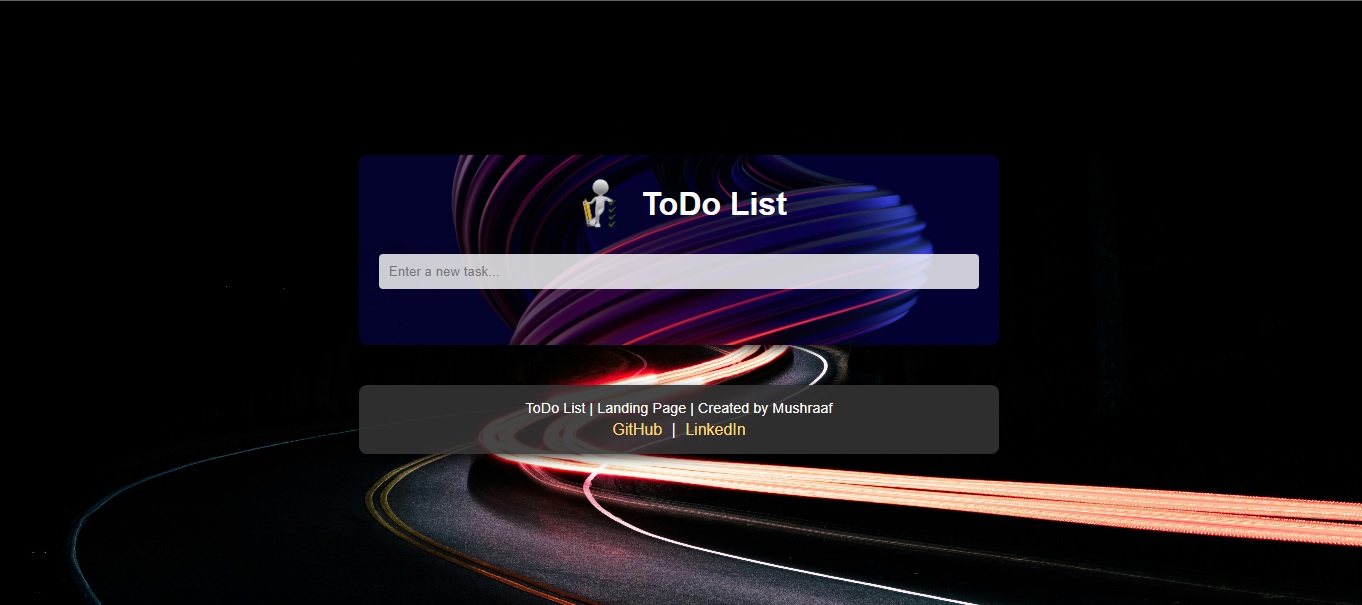 ToDo List
Enter a new task...
ToDo List | Landing Page | Created by Mushraaf
GitHub | LinkedIn